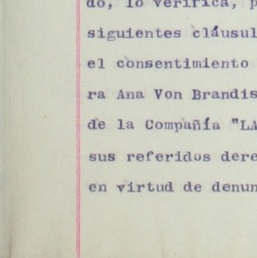 do, lo verifica, p
siguientes cláusul
el consentimiento
ra Ana Von Brandis
de la Compañía "LA
sus referidos dere
en virtud de denun